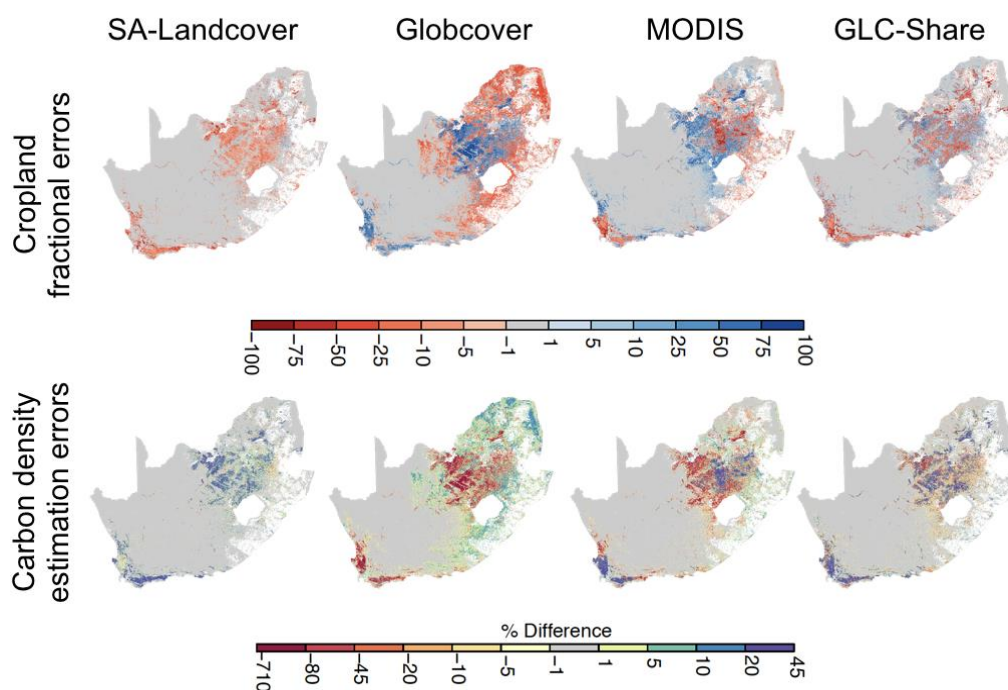 SA-Landcover Globcover MODIS GLC-Share
Cropland
fractional errors
-100 -75 -50 -25 -10 -5 -1 1 5 10 25 50 75 100
Carbon density
estimation errors
% Difference
-710 -80 -45 -20 -10 -5 -1 1 5 10 20 45